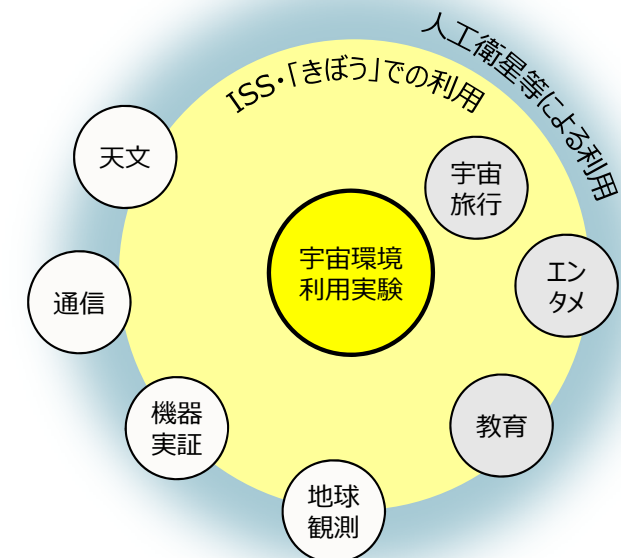 人工衛星等による利用
ISS・「きぼう」での利用
天文
宇宙
旅行
宇宙環境
利用実験
エン
タメ
通信
機器
実証
教育
地球
観測